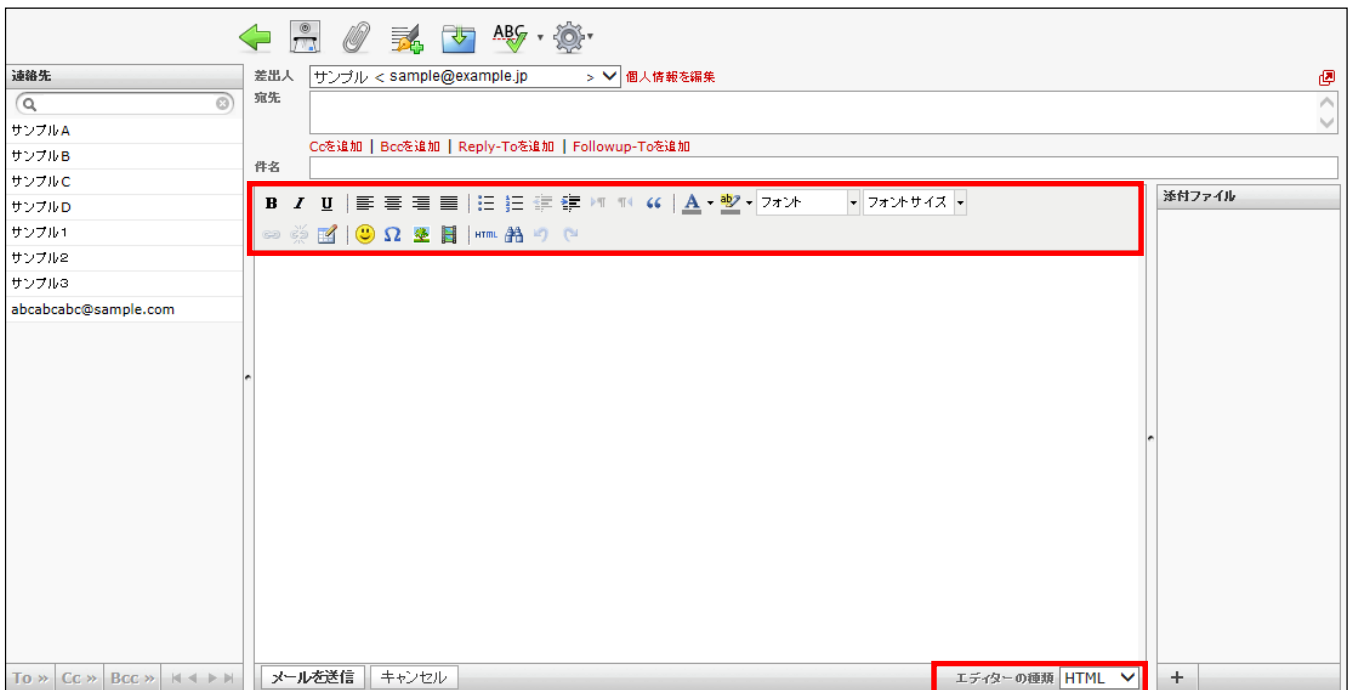 ABC
連絡先
サンプルA
サンプルB
サンプルC
サンプルD
サンプル1
サンプル2
サンプル3
abcabcabc@sample.com
To » Cc » Bcc »
差出人 サンプル < sample@example.jp > 個人情報を編集
宛先
Ccを追加 | Bccを追加 | Reply-Toを追加 | Followup-Toを追加
件名
B I U A ab フォント フォントサイズ
Ω HTML
メールを送信 キャンセル エディターの種類 HTML
添付ファイル
+